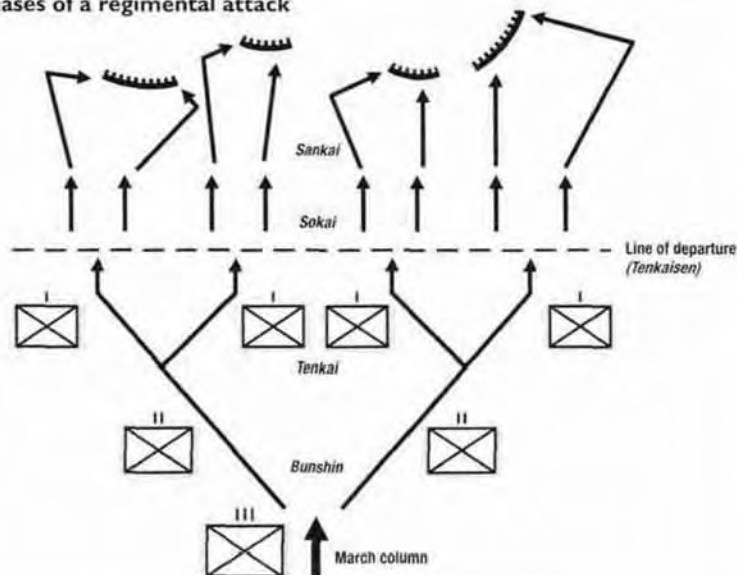 ases of a regimental attack
Sankai
Sokai
Line of departure
(Tenkaisen)
I I I I
Tenkai
II II
Bunshin
III
March column